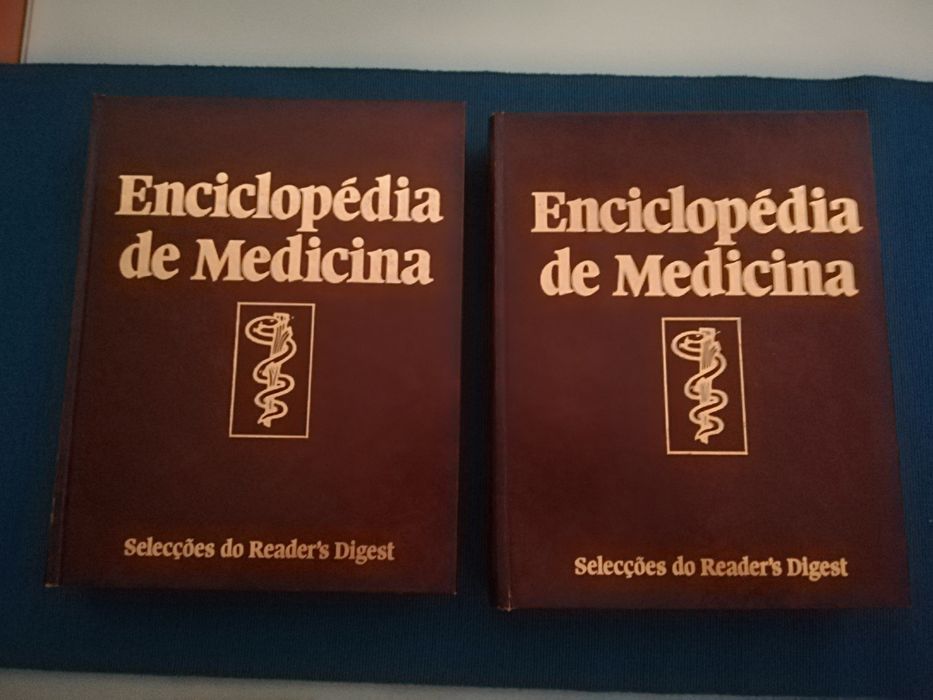 Enciclopédia
de Medicina
Selecções do Reader's Digest
Enciclopédia
de Medicina
Selecções do Reader's Digest